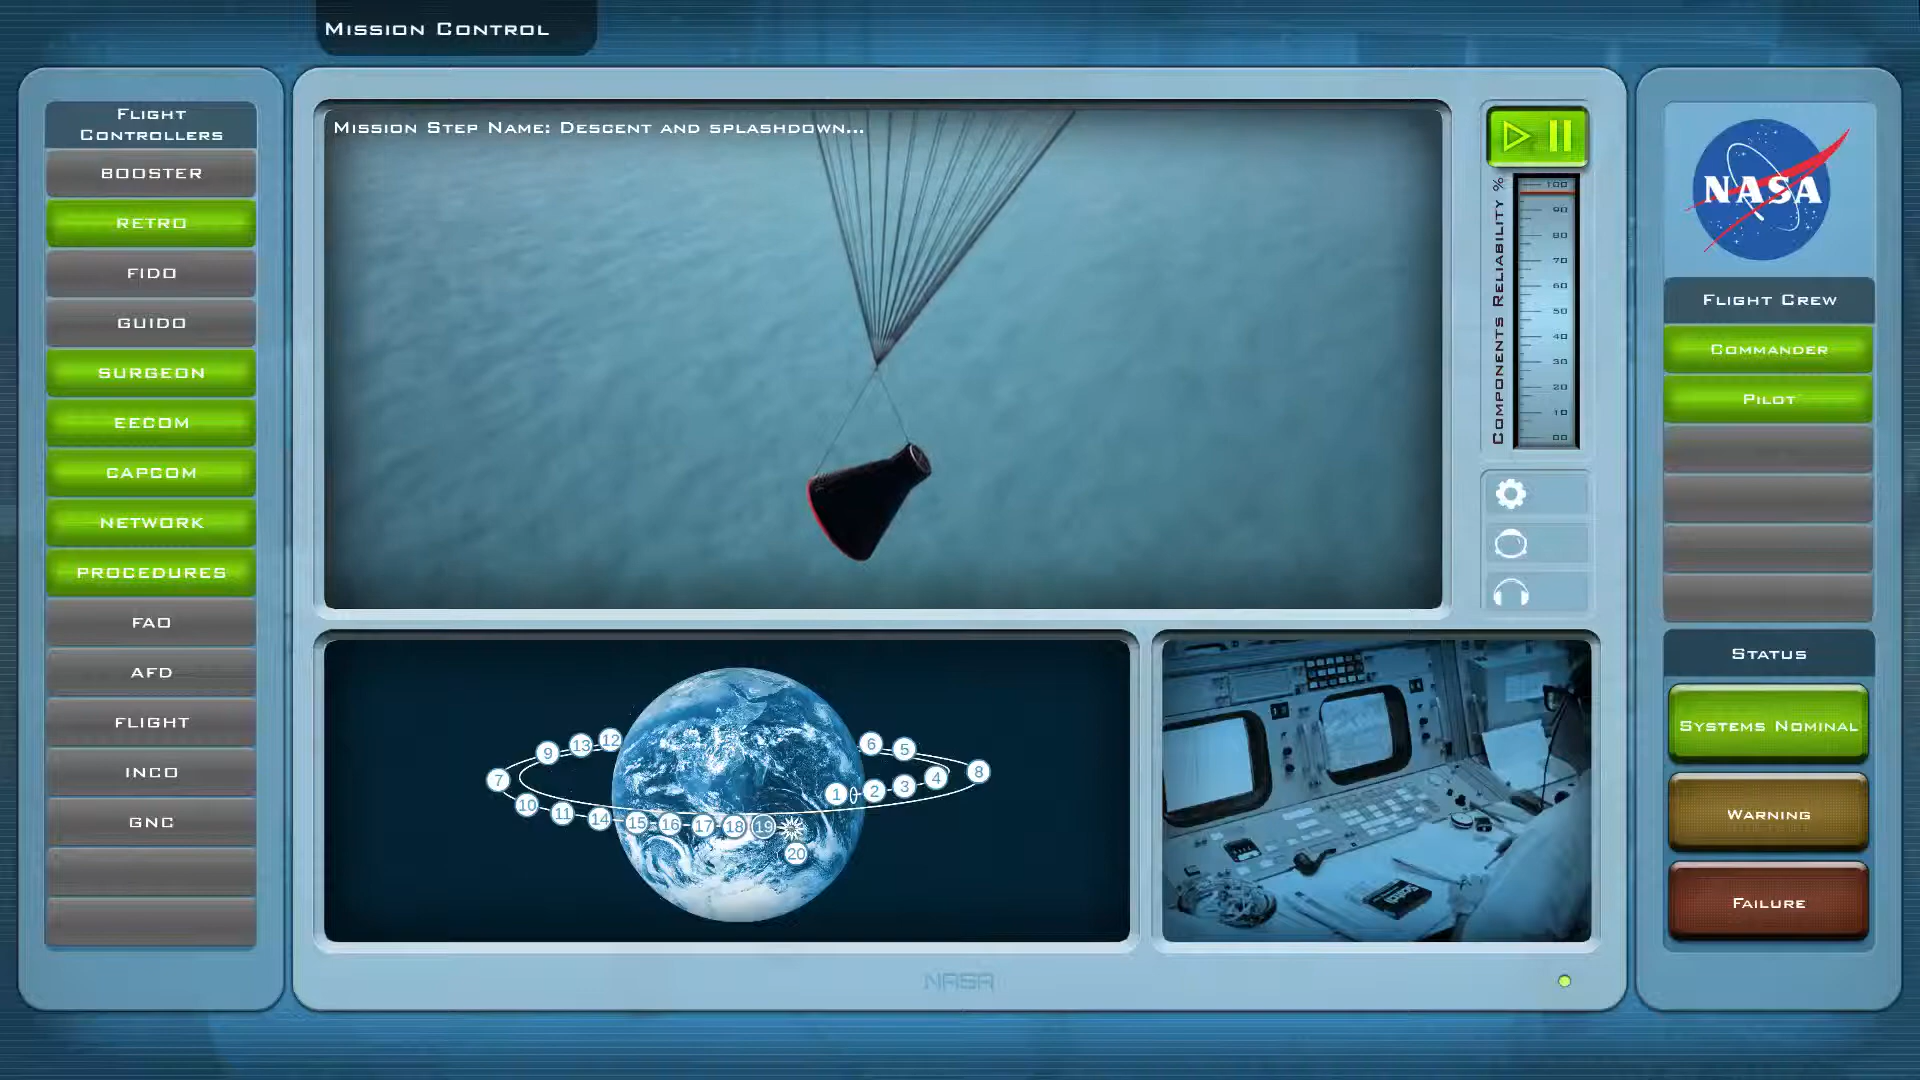 Mission Control
Flight
Controllers
BOOSTER
RETRO
FIDO
GUIDO
SURGEON
EECOM
CAPCOM
NETWORK
PROCEDURES
FAO
AFD
FLIGHT
INCO
GNC
Mission Step Name: Descent and splashdown...
Components Reliability %
100
90
80
70
60
50
40
30
20
10
00
NASA
Flight Crew
Commander
Pilot
Status
Systems Nominal
Warning
Failure
12
13
9
7
10
11
14
15
16
17
18
19
20
1
2
3
4
5
6
8
NASA